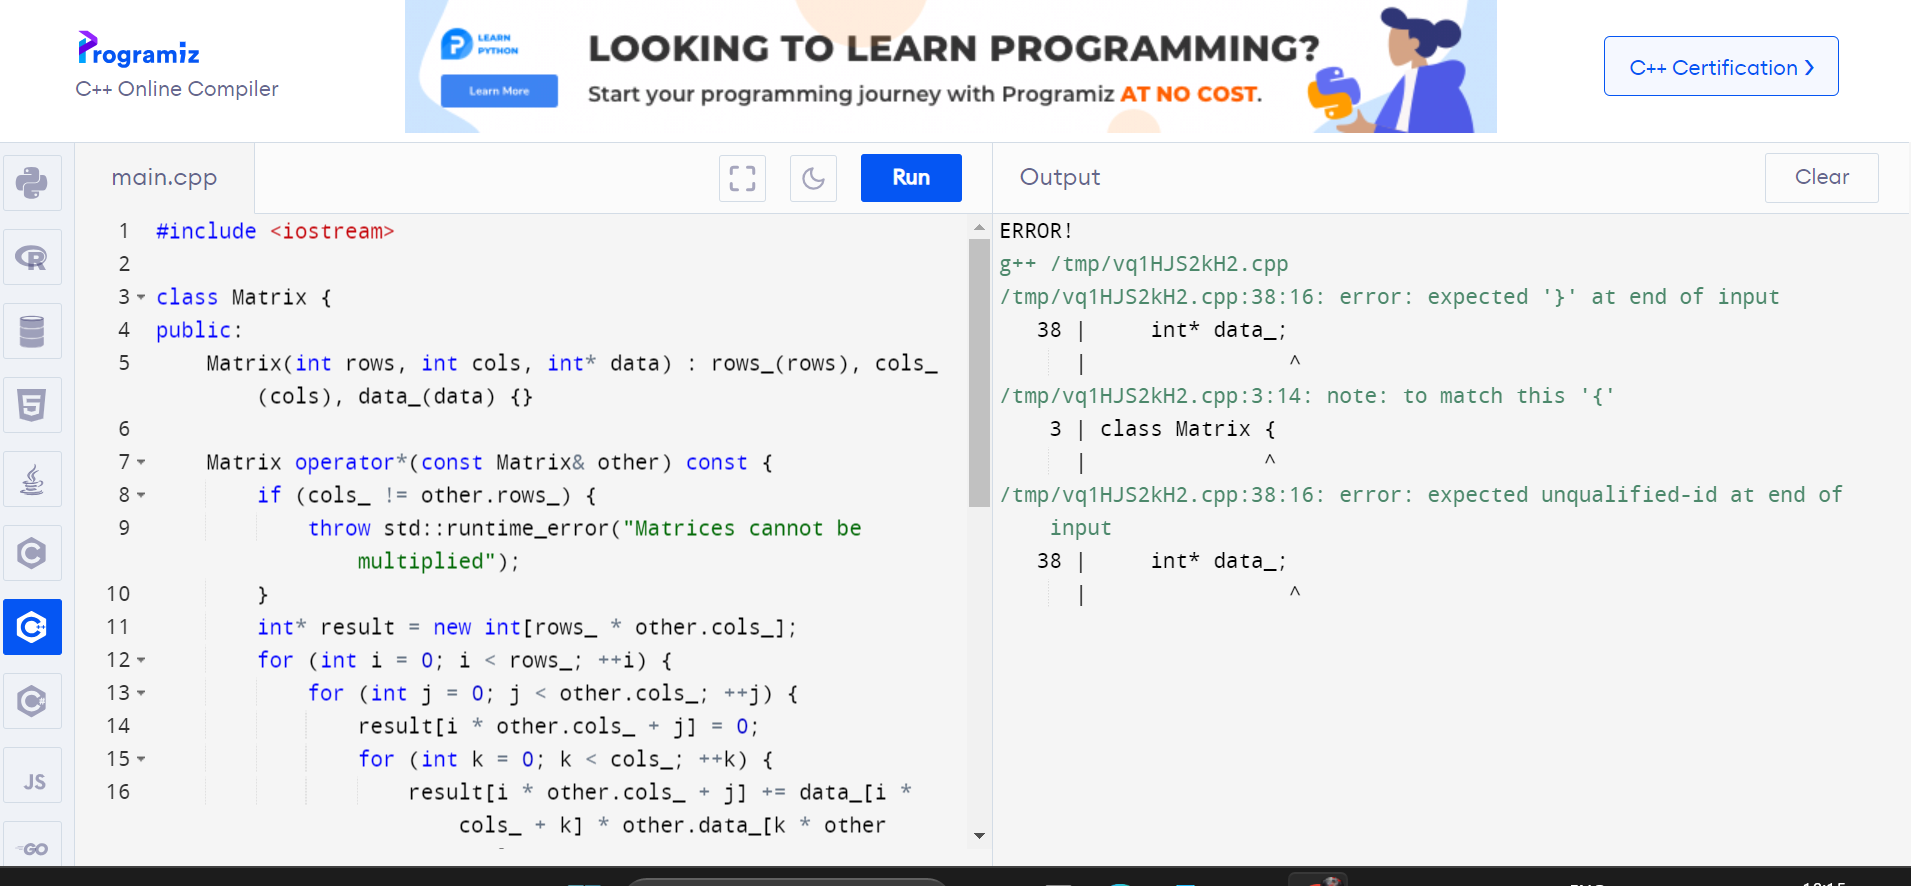 Programiz
C++ Online Compiler
LEARN
PYTHON
Learn More
LOOKING TO LEARN PROGRAMMING?
Start your programming journey with Programiz AT NO COST.
C++ Certification
main.cpp
Run
Output
Clear
1 #include <iostream>
2
3 class Matrix {
4 public:
5     Matrix(int rows, int cols, int* data) : rows_(rows), cols_
(cols), data_(data) {}
6
7     Matrix operator*(const Matrix& other) const {
8         if (cols_ != other.rows_) {
9             throw std::runtime_error("Matrices cannot be
multiplied");
10         }
11         int* result = new int[rows_ * other.cols_];
12         for (int i = 0; i < rows_; ++i) {
13             for (int j = 0; j < other.cols_; ++j) {
14                 result[i * other.cols_ + j] = 0;
15                 for (int k = 0; k < cols_; ++k) {
16                     result[i * other.cols_ + j] += data_[i *
cols_ + k] * other.data_[k * other
ERROR!
g++ /tmp/vq1HJS2kH2.cpp
/tmp/vq1HJS2kH2.cpp:38:16: error: expected '}' at end of input
38 |     int* data_;
|                ^
/tmp/vq1HJS2kH2.cpp:3:14: note: to match this '{'
3 | class Matrix {
|              ^
/tmp/vq1HJS2kH2.cpp:38:16: error: expected unqualified-id at end of
input
38 |     int* data_;
|                ^
R
5
C
C++
C#
JS
GO